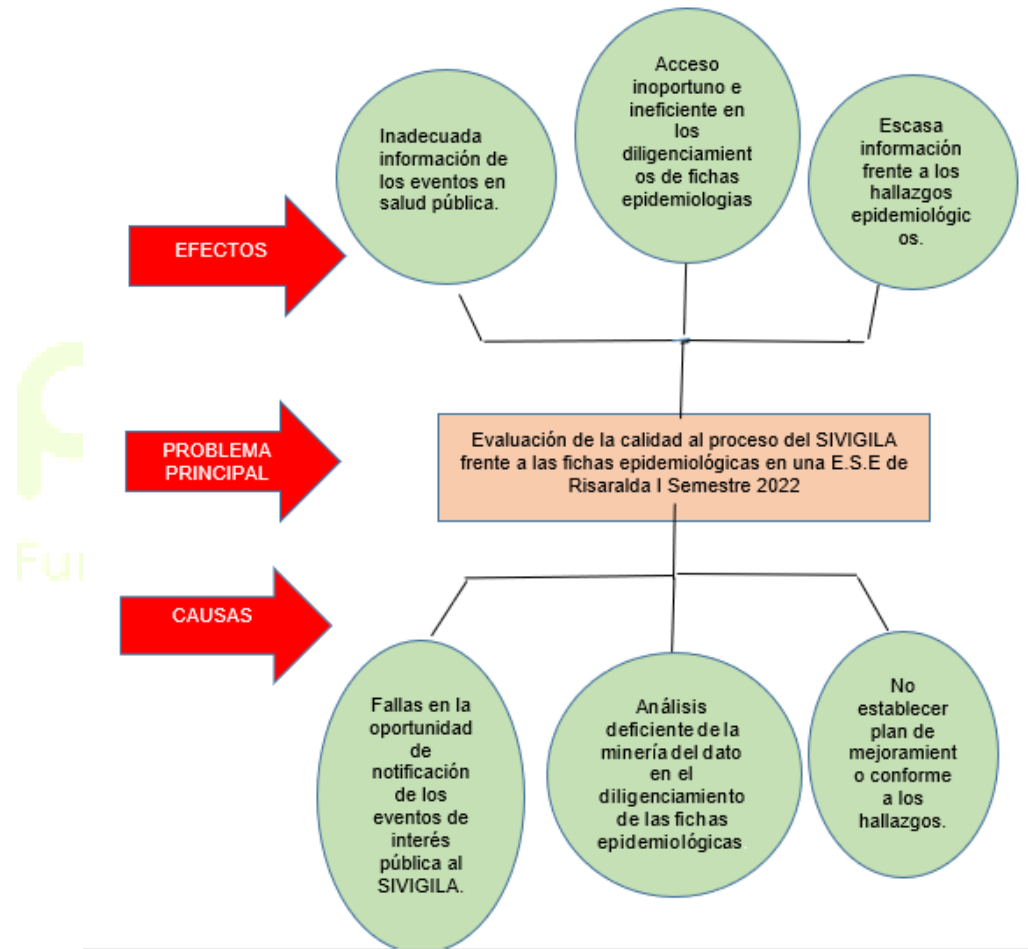 Inadecuada
información de
los eventos en
salud pública.
Acceso
inoportuno e
ineficiente en
los
diligenciamient
os de fichas
epidemiologias
Escasa
información
frente a los
hallazgos
epidemiológic
os.
EFECTOS
PROBLEMA
PRINCIPAL
Evaluación de la calidad al proceso del SIVIGILA
frente a las fichas epidemiológicas en una E.S.E de
Risaralda I Semestre 2022
CAUSAS
Fallas en la
oportunidad
de
notificación
de los
eventos de
interés
pública al
SIVIGILA.
Análisis
deficiente de la
minería del dato
en el
diligenciamiento
de las fichas
epidemiológicas.
No
establecer
plan de
mejoramient
o conforme
a los
hallazgos.